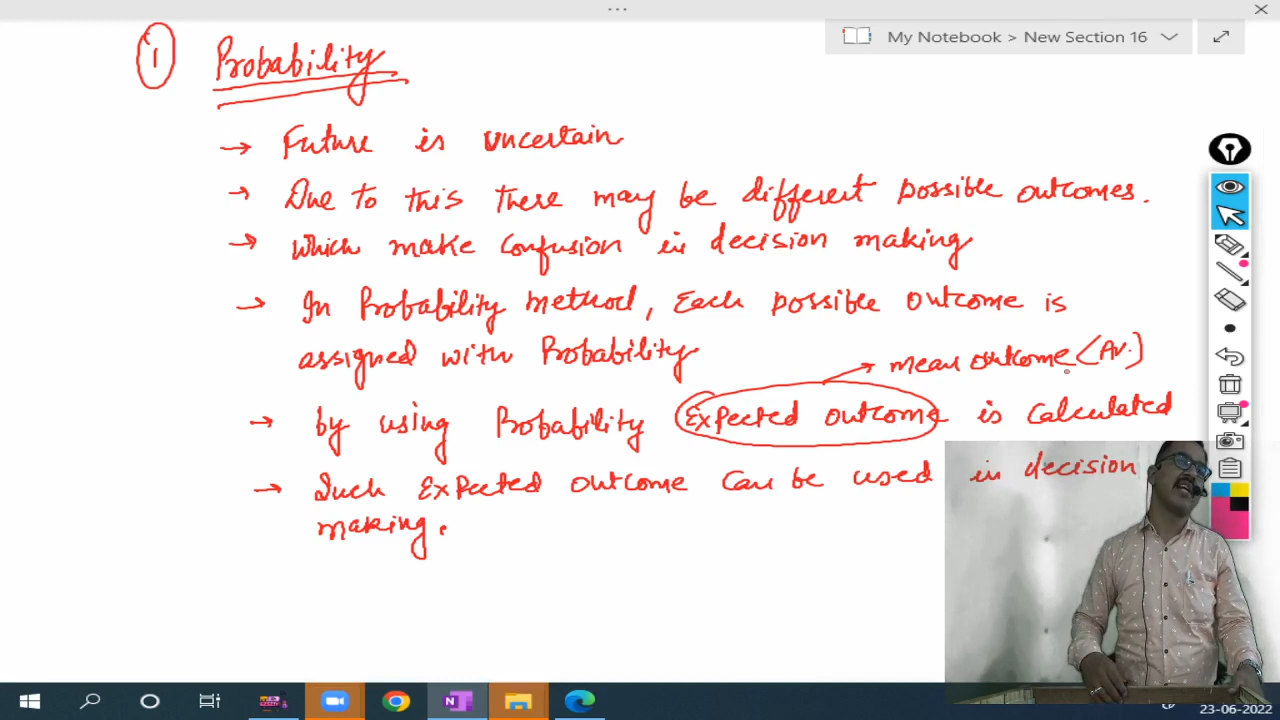 My Notebook > New Section 16
1 Probability
→ Future is uncertain
→ Due to this there may be different possible outcomes.
→ which make confusion in decision making
→ In Probability method, Each possible outcome is
assigned with Probability
→ mean outcome (Av.)
→ by using Probability Expected outcome is calculated
→ Such Expected outcome can be used in decision
making.
23-06-2022